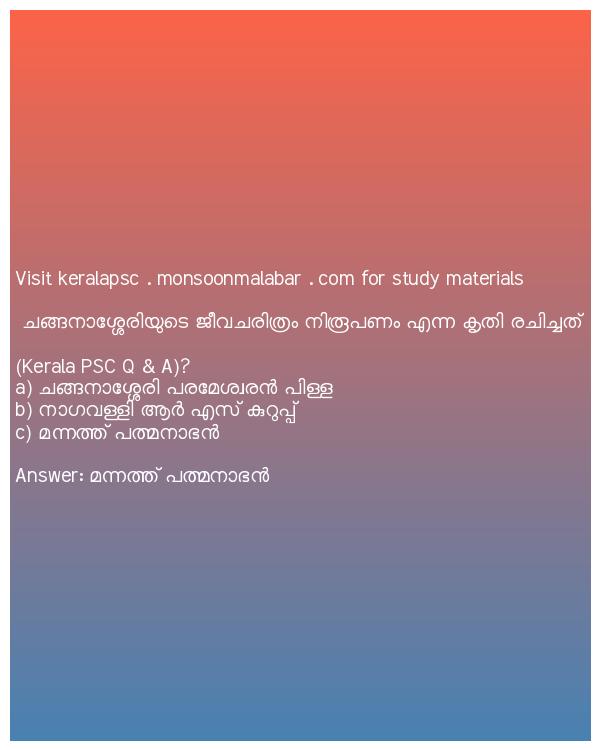 Visit keralapsc . monsoonmalabar . com for study materials
ചങ്ങനാശ്ശേരിയുടെ ജീവചരിത്രം നിരൂപണം എന്ന കൃതി രചിച്ചത്
(Kerala PSC Q & A)?
a) ചങ്ങനാശ്ശേരി പരമേശ്വരൻ പിള്ള
b) നാഗവള്ളി ആർ എസ് കുറുപ്പ്
c) മന്നത്ത് പത്മനാഭൻ
Answer: മന്നത്ത് പത്മനാഭൻ